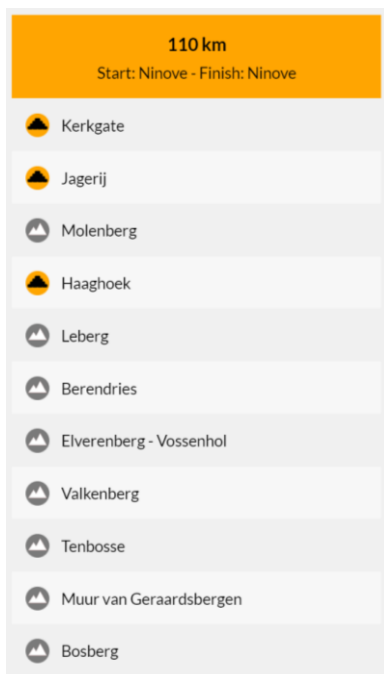 110 km
Start: Ninove - Finish: Ninove
Kerkgate
Jagerij
Molenberg
Haaghoek
Leberg
Berendries
Elverenberg - Vossenhol
Valkenberg
Tenbosse
Muur van Geraardsbergen
Bosberg